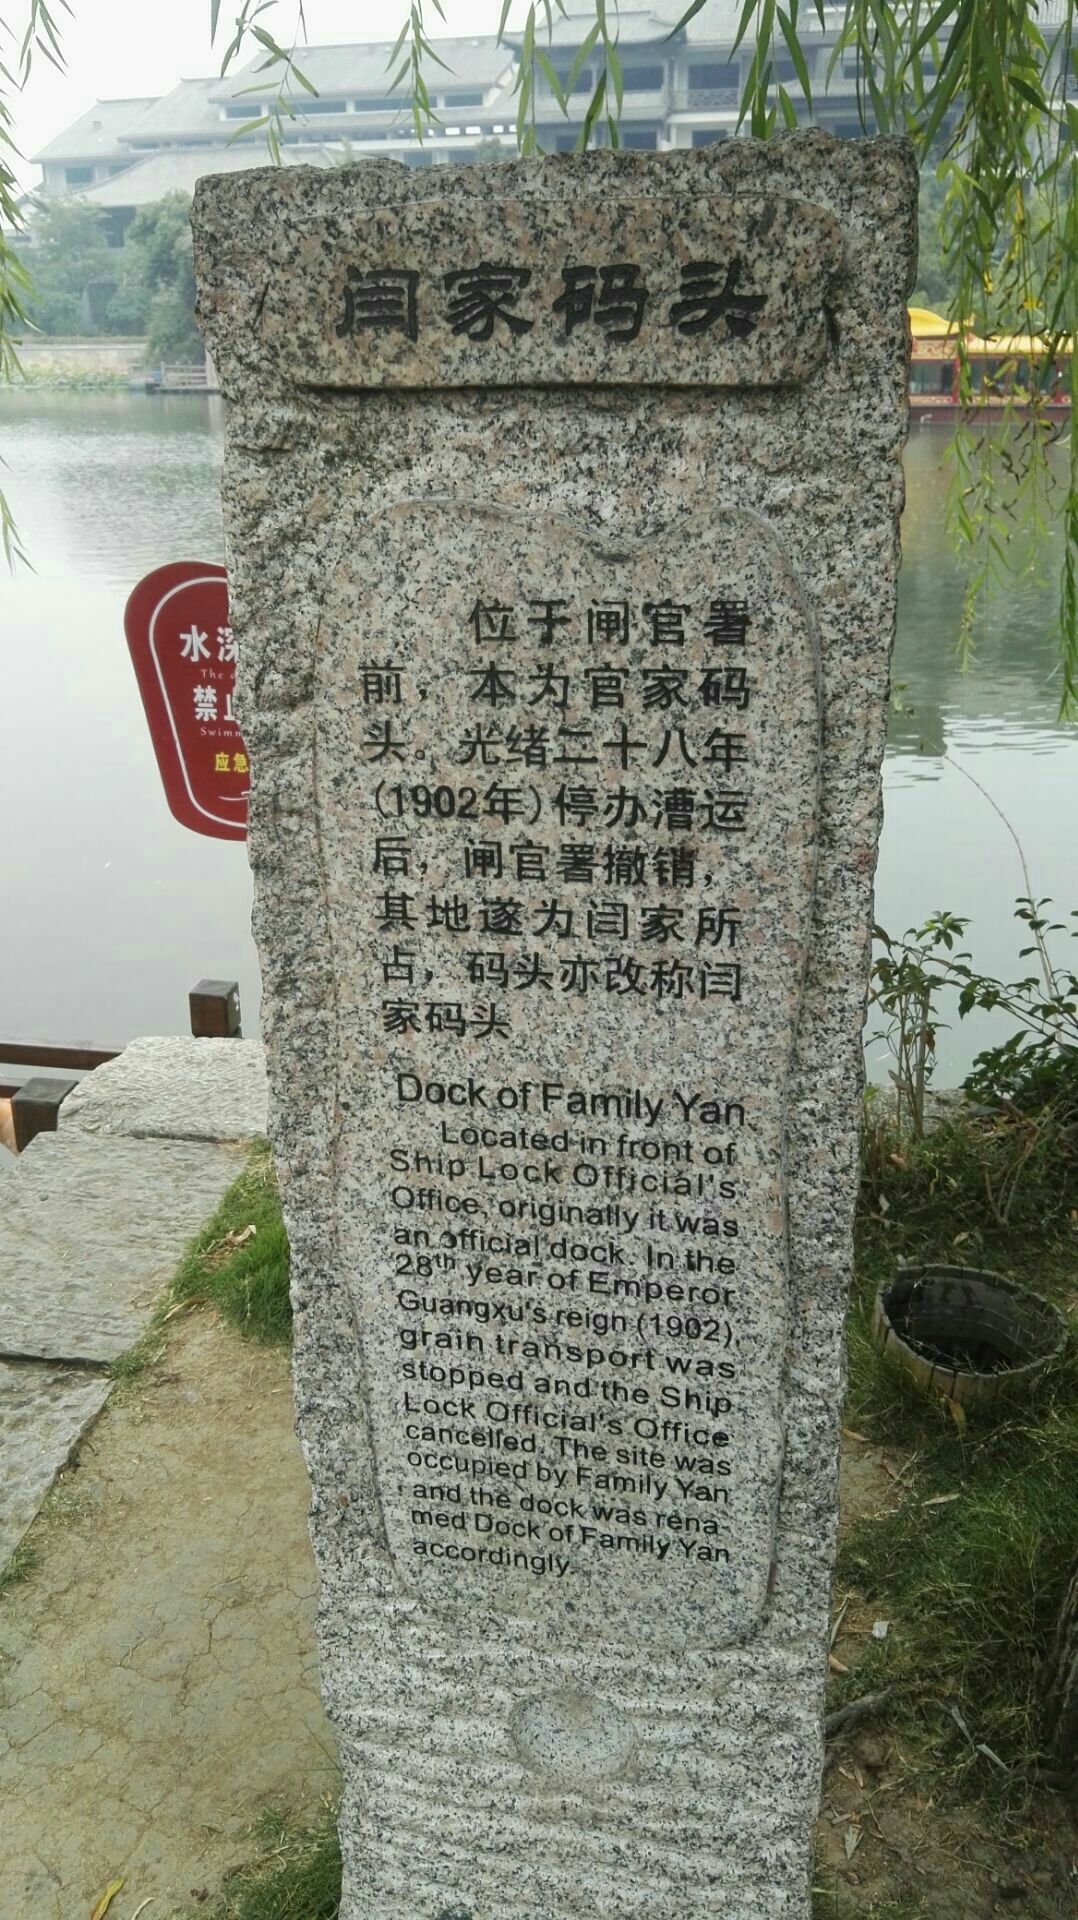 闫家码头
位于闸官署
前，本为官家码
头。光绪二十八年
(1902年)停办漕运
后，闸官署撤销，
其地遂为闫家所
占，码头亦改称闫
家码头
Dock of Family Yan
Located in front of
Ship Lock Official's
Office, originally it was
an official dock. In the
28th year of Emperor
Guangxu's reign (1902),
grain transport was
stopped and the Ship
Lock Official's Office
cancelled. The site was
occupied by Family Yan
and the dock was rena-
med Dock of Family Yan
accordingly.
水深
The
禁止
Swimm
应急